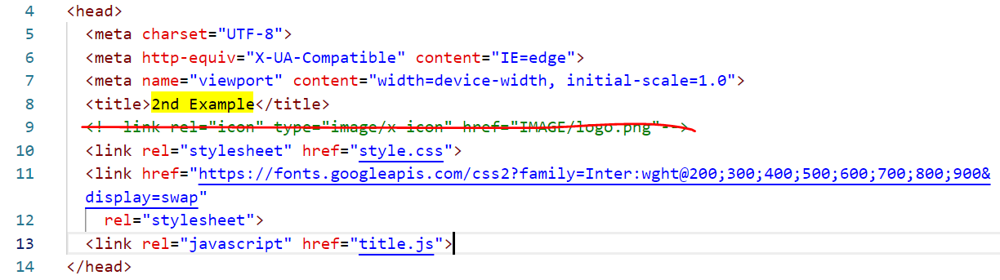 4 <head>
5 <meta charset="UTF-8">
6 <meta http-equiv="X-UA-Compatible" content="IE=edge">
7 <meta name="viewport" content="width=device-width, initial-scale=1.0">
8 <title>2nd Example</title>
9 <!--link rel="icon" type="image/x-icon" href="IMAGE/logo.png"-->
10 <link rel="stylesheet" href="style.css">
11 <link href="https://fonts.googleapis.com/css2?family=Inter:wght@200;300;400;500;600;700;800;900&
display=swap"
12 rel="stylesheet">
13 <link rel="javascript" href="title.js">
14 </head>